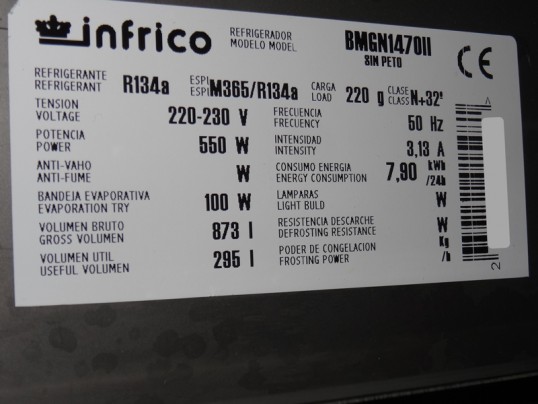 infrico
REFRIGERADOR
MODELO MODEL
BMGN1470II
SIN PETO
CE
REFRIGERANTE
REFRIGERANT
R134a
ESPI
ESPI
M365/R134a
CARGA
LOAD
220 g
CLASE
CLASS
N+32º
TENSION
VOLTAGE
220-230 V
FRECUENCIA
FRECUENCY
50 Hz
POTENCIA
POWER
550 W
INTENSIDAD
INTENSITY
3,13 A
ANTI-VAHO
ANTI-FUME
W
CONSUMO ENERGIA
ENERGY CONSUMPTION
7,90
kWh
/24h
BANDEJA EVAPORATIVA
EVAPORATION TRY
100 W
LAMPARAS
LIGHT BULD
W
VOLUMEN BRUTO
GROSS VOLUMEN
873 l
RESISTENCIA DESCARCHE
DEFROSTING RESISTANCE
W
VOLUMEN UTIL
USEFUL VOLUMEN
295 l
PODER DE CONGELACION
FROSTING POWER
Kg
/h
2